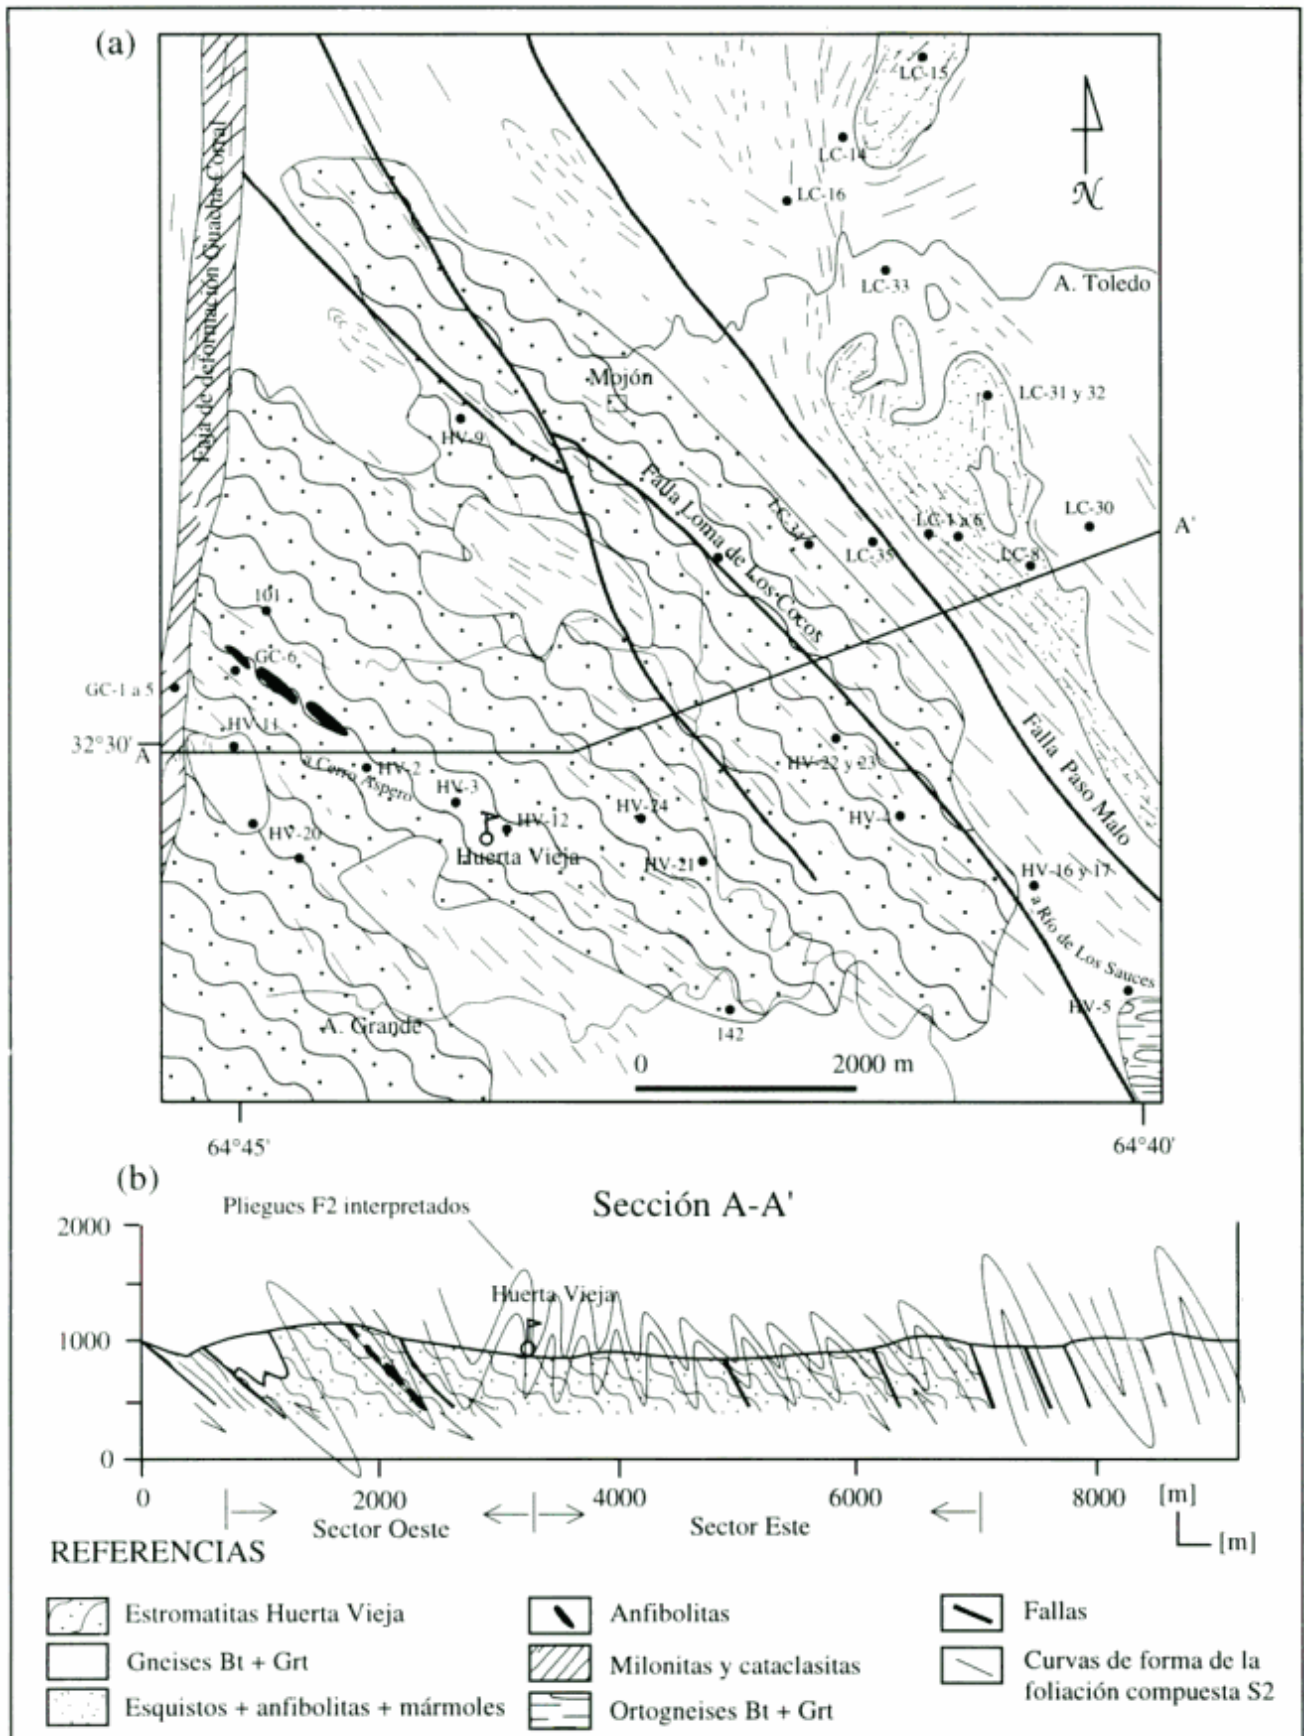 (a)
LC-15
LC-14
LC-16
N
LC-33
A. Toledo
Faja de deformación Guacha Corral
Mojón
LC-31 y 32
HV-9
Falla Loma de Los Cocos
LC-34
LC-35
LC-1 a 6
LC-30
LC-8
A'
101
GC-6
GC-1 a 5
HV-11
32°30'
A
a Cerro Aspero
HV-2
HV-3
HV-12
HV-24
HV-22 y 23
HV-4
Falla Paso Malo
HV-20
Huerta Vieja
HV-21
HV-16 y 17
a Río de Los Sauces
HV-5
A. Grande
142
0 2000 m
64°45' 64°40'
(b)
Pliegues F2 interpretados
Sección A-A'
2000
Huerta Vieja
1000
0
0 2000 4000 6000 8000 [m]
Sector Oeste Sector Este
[m]
REFERENCIAS
Estromatitas Huerta Vieja
Anfibolitas
Fallas
Gneises Bt + Grt
Milonitas y cataclasitas
Curvas de forma de la
foliación compuesta S2
Esquistos + anfibolitas + mármoles
Ortogneises Bt + Grt